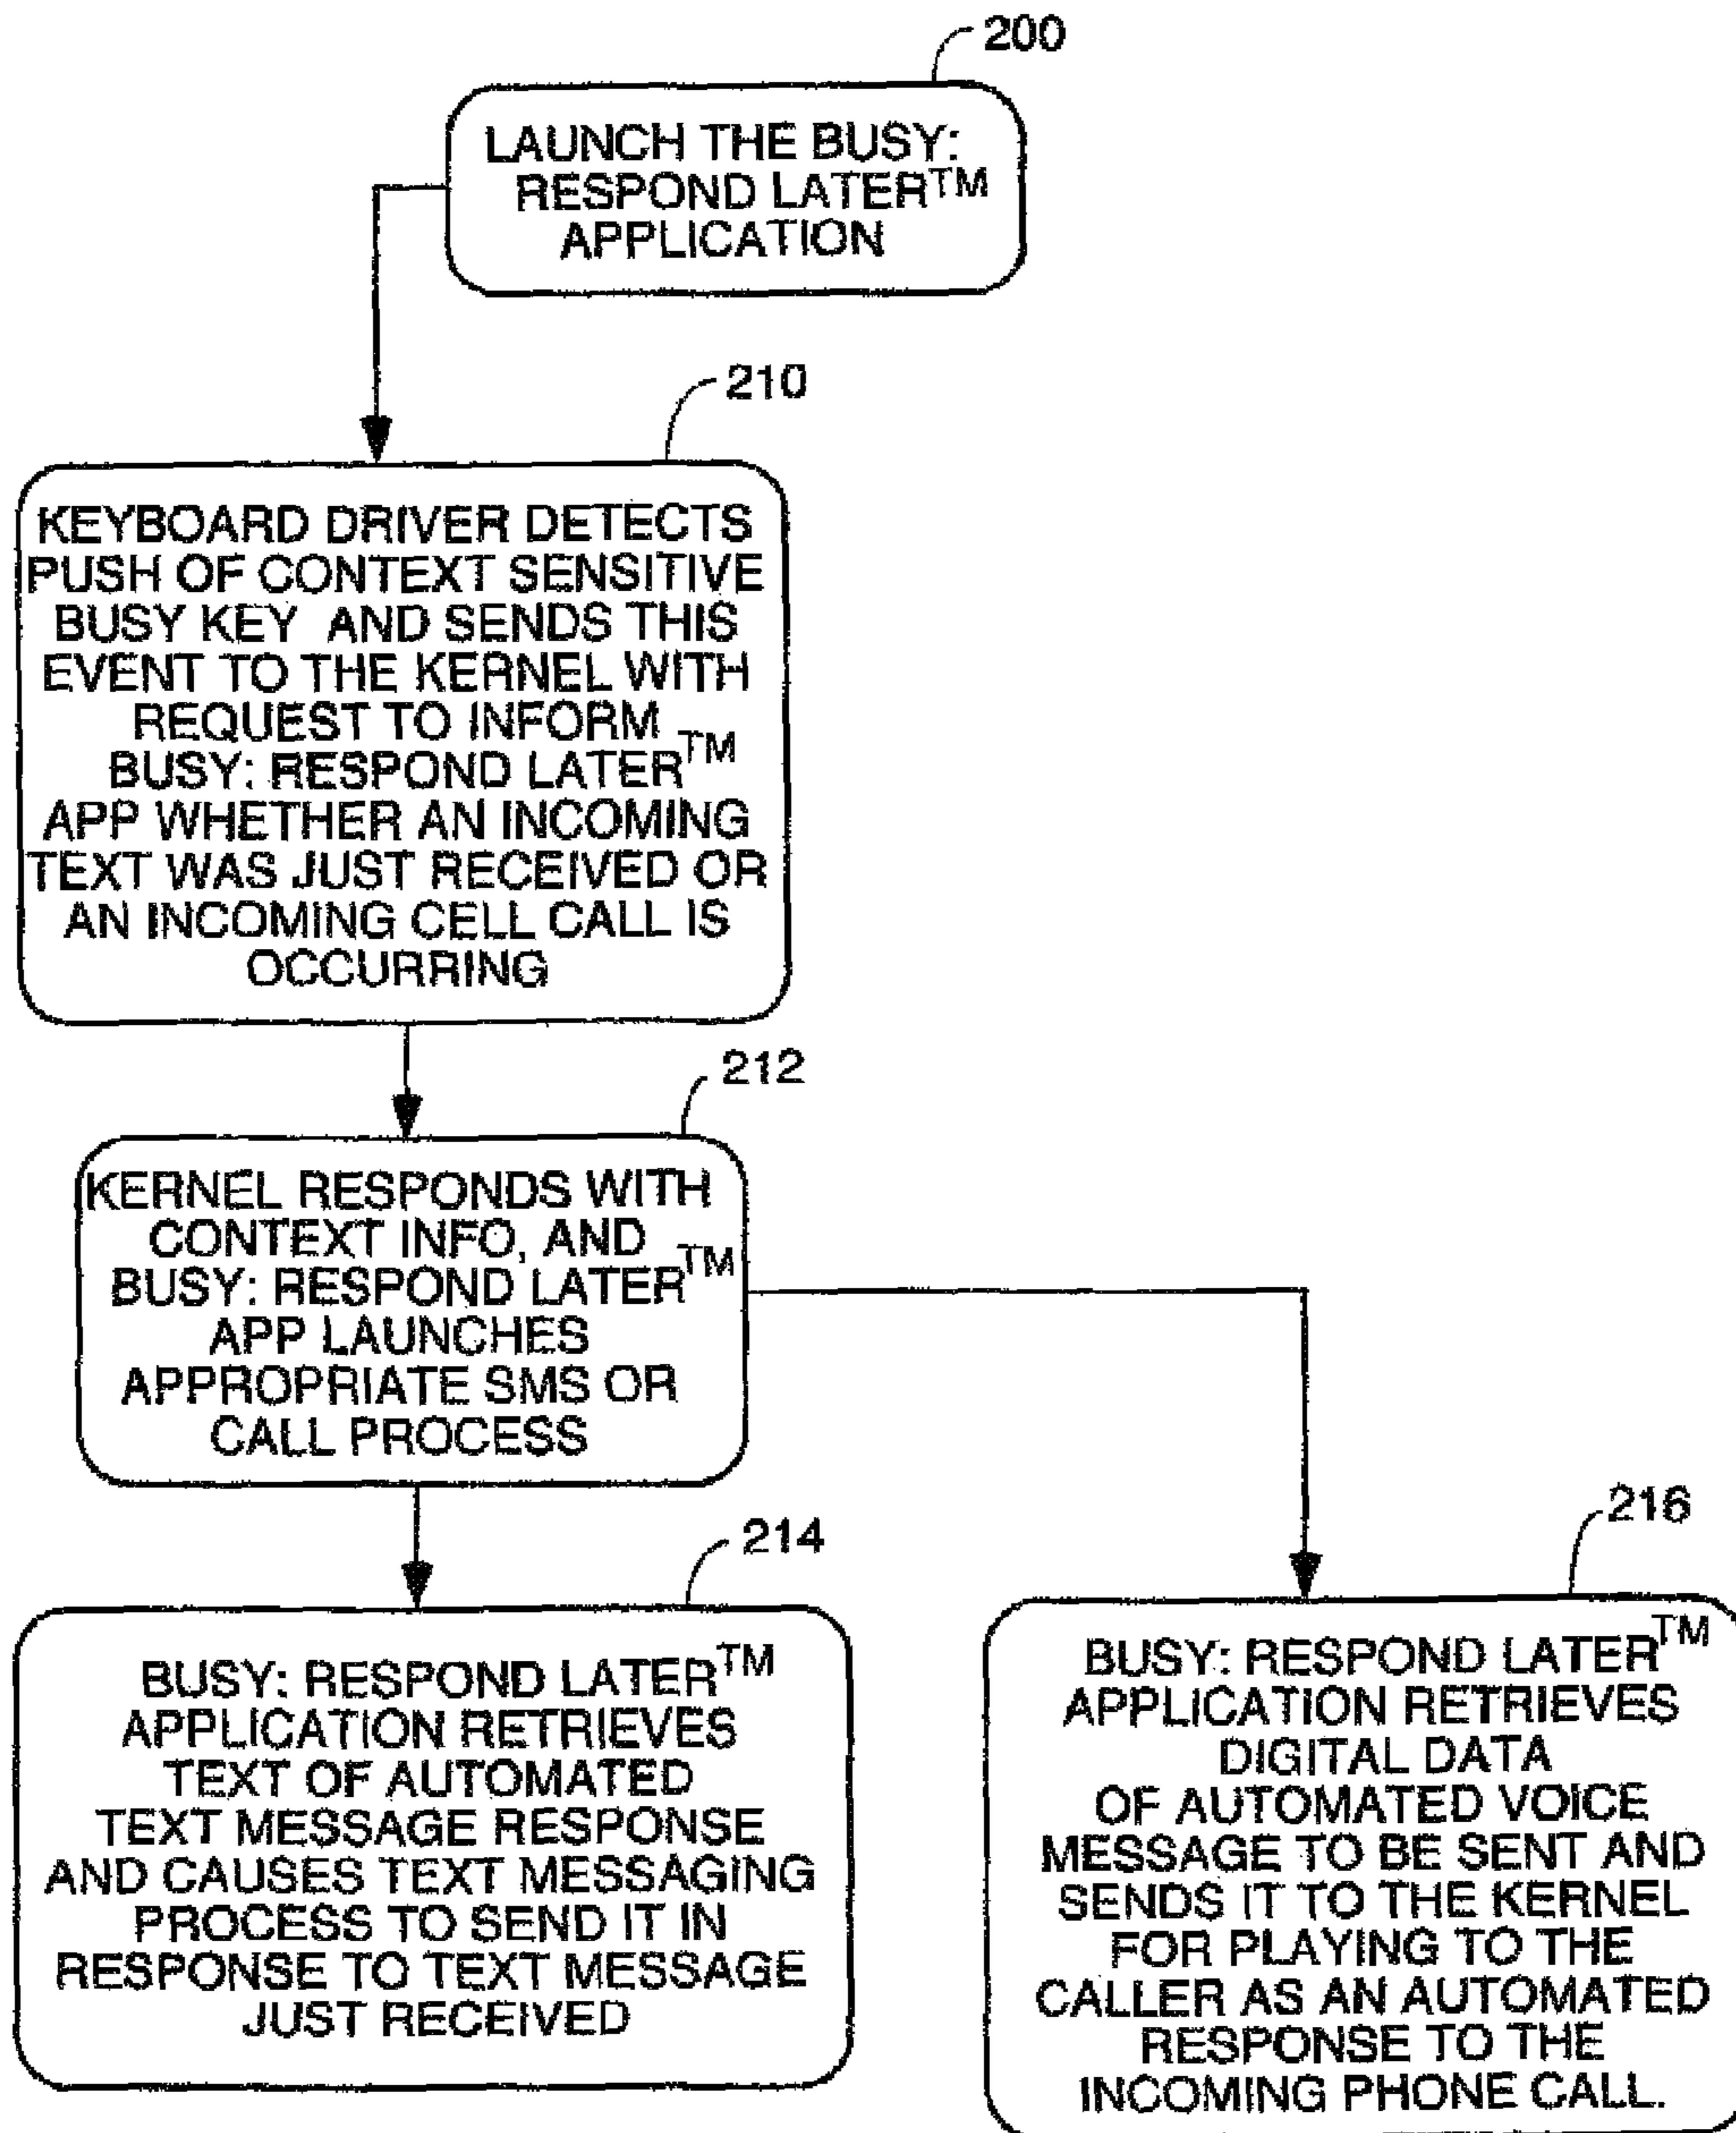 200
LAUNCH THE BUSY:
RESPOND LATER™
APPLICATION
210
KEYBOARD DRIVER DETECTS
PUSH OF CONTEXT SENSITIVE
BUSY KEY AND SENDS THIS
EVENT TO THE KERNEL WITH
REQUEST TO INFORM
BUSY: RESPOND LATER™
APP WHETHER AN INCOMING
TEXT WAS JUST RECEIVED OR
AN INCOMING CELL CALL IS
OCCURRING
212
KERNEL RESPONDS WITH
CONTEXT INFO, AND
BUSY: RESPOND LATER™
APP LAUNCHES
APPROPRIATE SMS OR
CALL PROCESS
214
BUSY: RESPOND LATER™
APPLICATION RETRIEVES
TEXT OF AUTOMATED
TEXT MESSAGE RESPONSE
AND CAUSES TEXT MESSAGING
PROCESS TO SEND IT IN
RESPONSE TO TEXT MESSAGE
JUST RECEIVED
216
BUSY: RESPOND LATER™
APPLICATION RETRIEVES
DIGITAL DATA
OF AUTOMATED VOICE
MESSAGE TO BE SENT AND
SENDS IT TO THE KERNEL
FOR PLAYING TO THE
CALLER AS AN AUTOMATED
RESPONSE TO THE
INCOMING PHONE CALL.